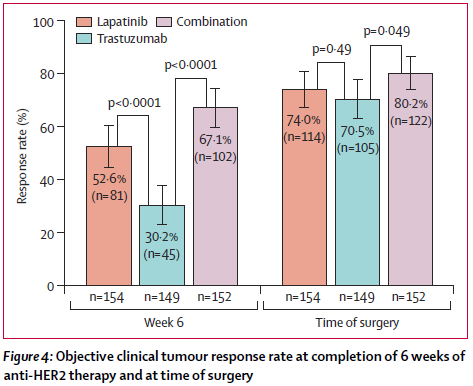 100
80
60
40
20
0
Response rate (%)
Lapatinib
Combination
Trastuzumab
p<0·0001
p<0·0001
p=0·49
p=0·049
52·6%
(n=81)
30·2%
(n=45)
67·1%
(n=102)
74·0%
(n=114)
70·5%
(n=105)
80·2%
(n=122)
n=154
n=149
n=152
n=154
n=149
n=152
Week 6
Time of surgery
Figure 4: Objective clinical tumour response rate at completion of 6 weeks of
anti-HER2 therapy and at time of surgery